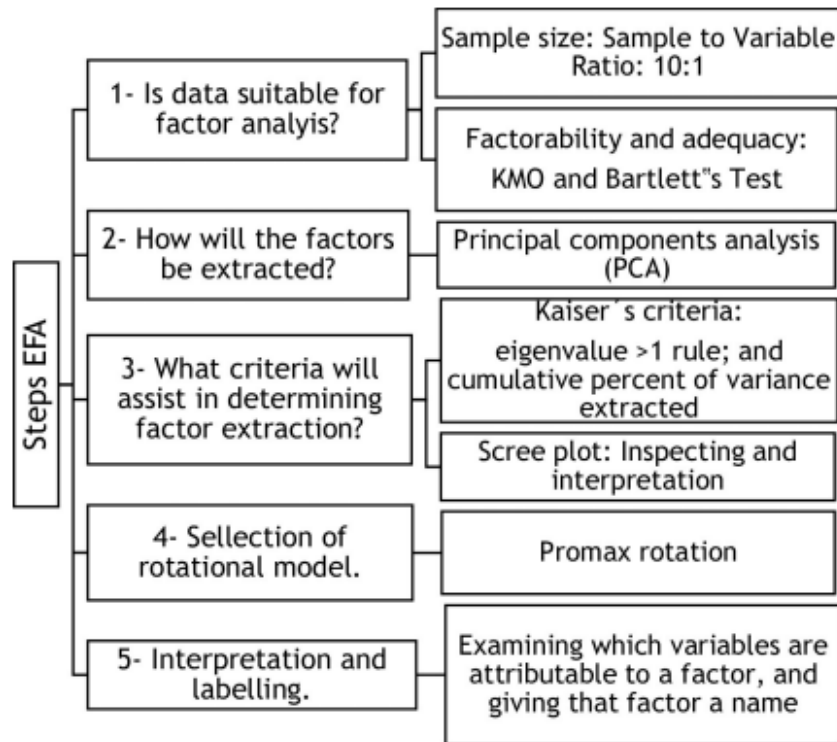 Steps EFA
1- Is data suitable for
factor analyis?
Sample size: Sample to Variable
Ratio: 10:1
Factorability and adequacy:
KMO and Bartlett"s Test
2- How will the factors
be extracted?
Principal components analysis
(PCA)
3- What criteria will
assist in determining
factor extraction?
Kaiser´s criteria:
eigenvalue >1 rule; and
cumulative percent of variance
extracted
Scree plot: Inspecting and
interpretation
4- Sellection of
rotational model.
Promax rotation
5- Interpretation and
labelling.
Examining which variables are
attributable to a factor, and
giving that factor a name